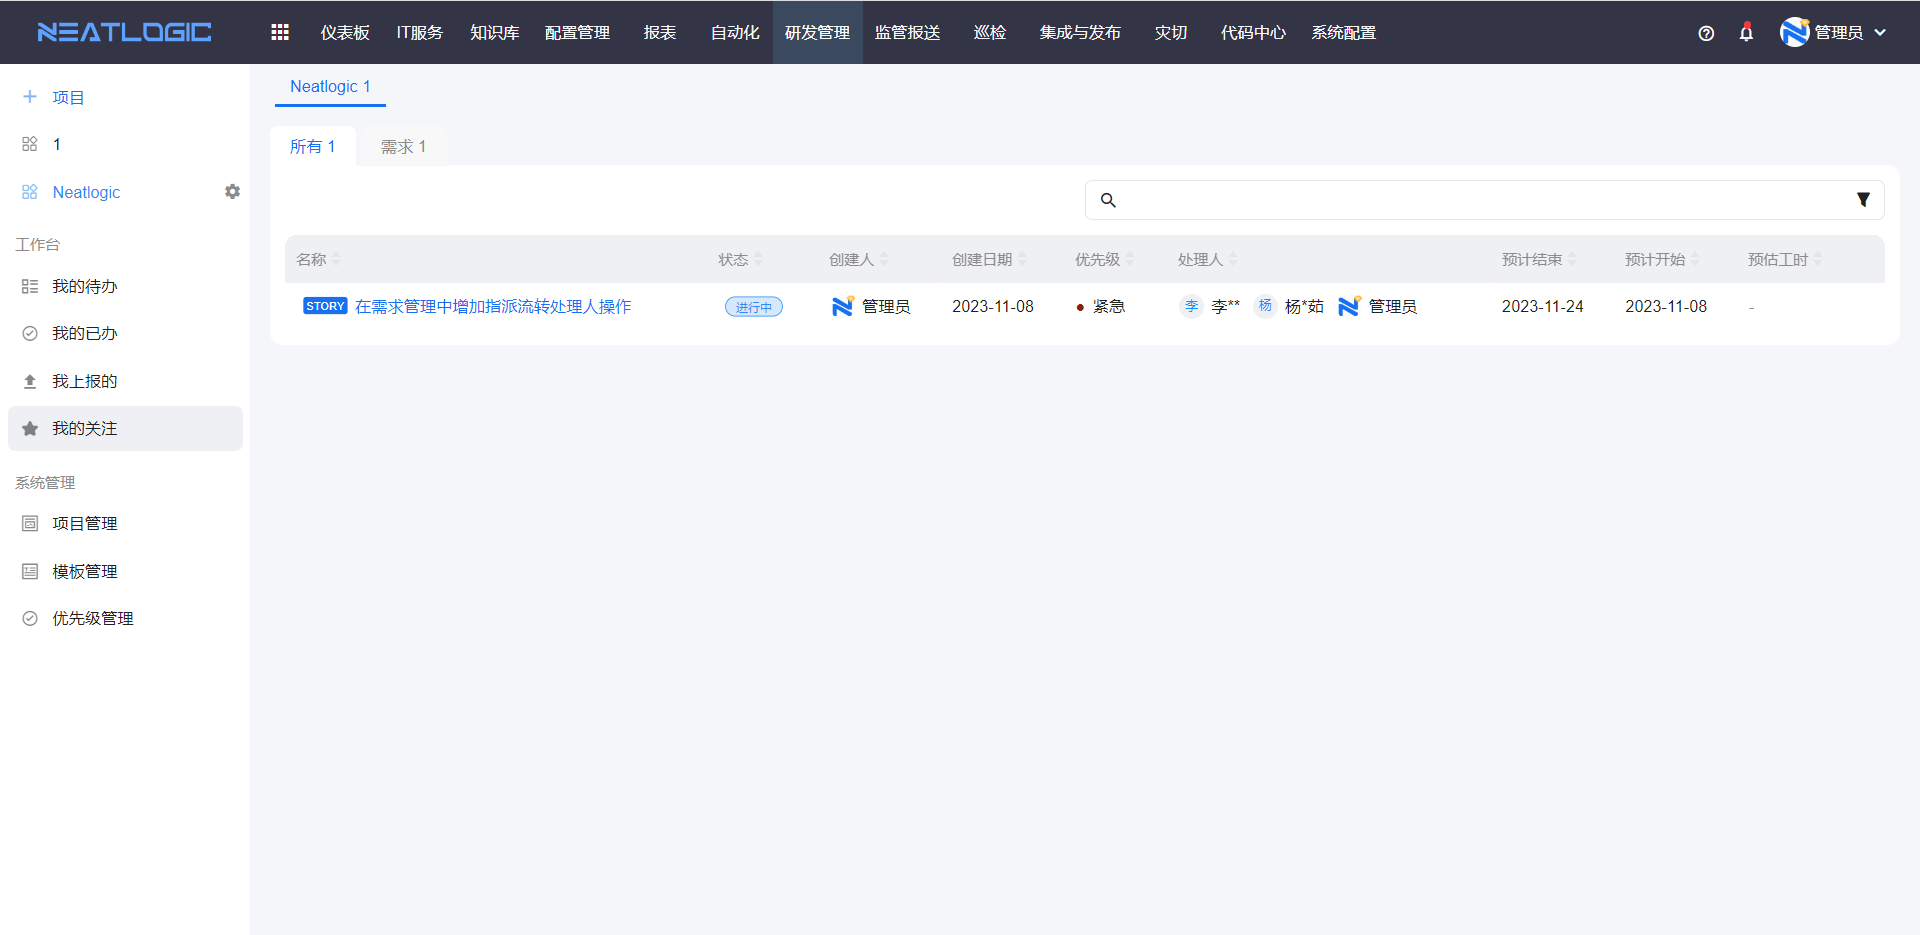 NEATLOGIC 仪表板 IT服务 知识库 配置管理 报表 自动化 研发管理 监管报送 巡检 集成与发布 灾切 代码中心 系统配置 管理员
项目
1
Neatlogic
工作台
我的待办
我的已办
我上报的
我的关注
系统管理
项目管理
模板管理
优先级管理
Neatlogic 1
所有 1 需求 1
名称 状态 创建人 创建日期 优先级 处理人 预计结束 预计开始 预估工时
STORY 在需求管理中增加指派流转处理人操作 进行中 管理员 2023-11-08 紧急 李 李** 杨 杨*茹 管理员 2023-11-24 2023-11-08 -